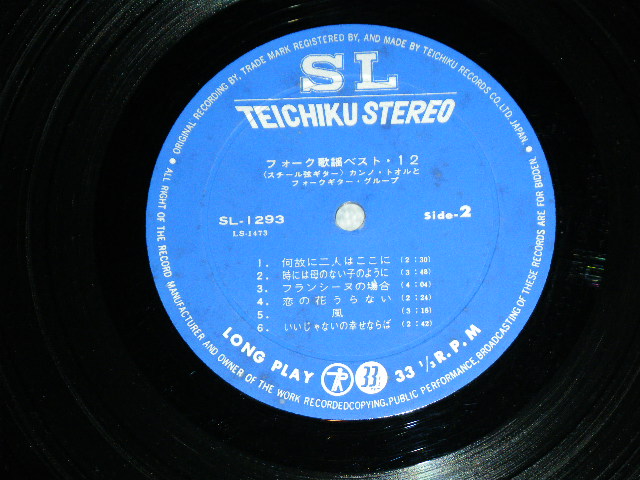 ● ORIGINAL RECORDING BY, TRADE MARK REGISTERED BY, AND MADE BY TEICHIKU RECORDS CO., LTD. JAPAN. ●
SL
TEICHIKU STEREO
フォーク歌謡ベスト・12
〈スチール弦ギター〉カンノ・トオルと
フォークギター・グループ
SL-1293 Side-2
LS-1473
1. 何故に二人はここに (2:30)
2. 時には母のない子のように (3:48)
3. フランシーヌの場合 (4:04)
4. 恋の花うらない (2:24)
5. 風 (3:15)
6. いいじゃないの幸せならば (2:42)
LONG PLAY 33 33 1/3 R.P.M
ALL RIGHT OF THE RECORD MANUFACTURER AND OWNER OF THE WORK RECORDEDCOPYING, PUBLIC PERFORMANCE, BROADCASTING OF THESE RECORDS ARE FOR BIDDEN.